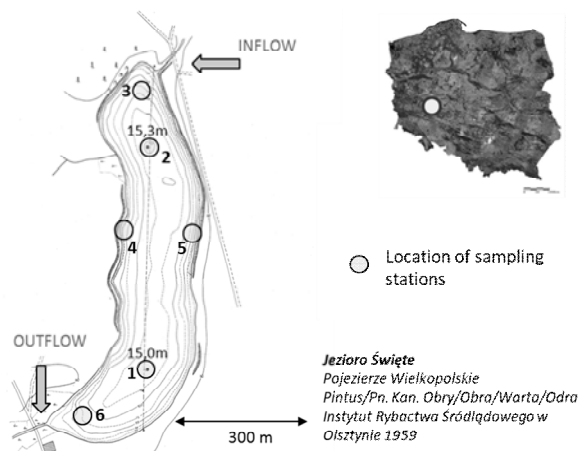 INFLOW
3
15,3m
2
4
5
Location of sampling
stations
OUTFLOW
15,0m
1
6
300 m
Jezioro Święte
Pojezierze Wielkopolskie
Pintus/Pn. Kan. Obry/Obra/Warta/Odra
Instytut Rybactwa Śródlądowego w
Olsztynie 1959